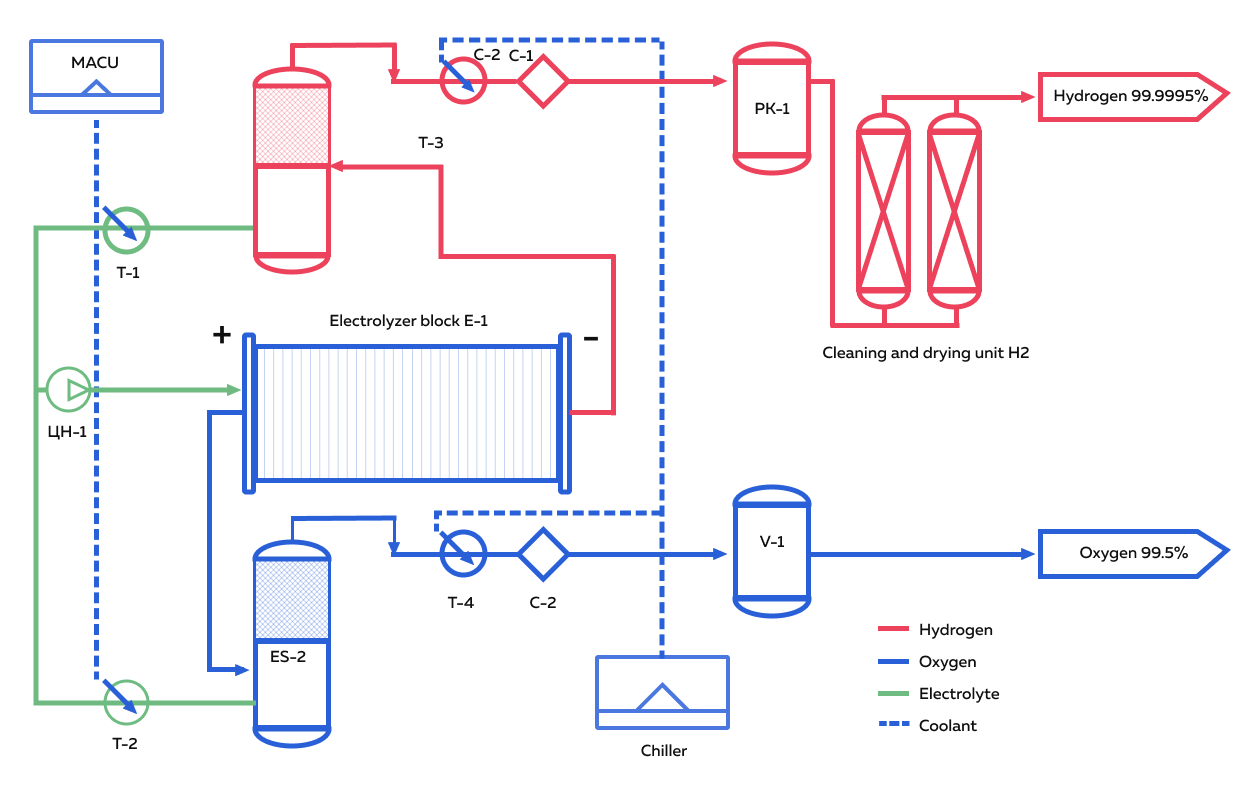 MACU
C-2
C-1
PK-1
Hydrogen 99.9995%
T-3
T-1
Electrolyzer block E-1
+
–
Cleaning and drying unit H2
ЦН-1
V-1
Oxygen 99.5%
T-4
C-2
ES-2
Hydrogen
Oxygen
Electrolyte
Coolant
T-2
Chiller